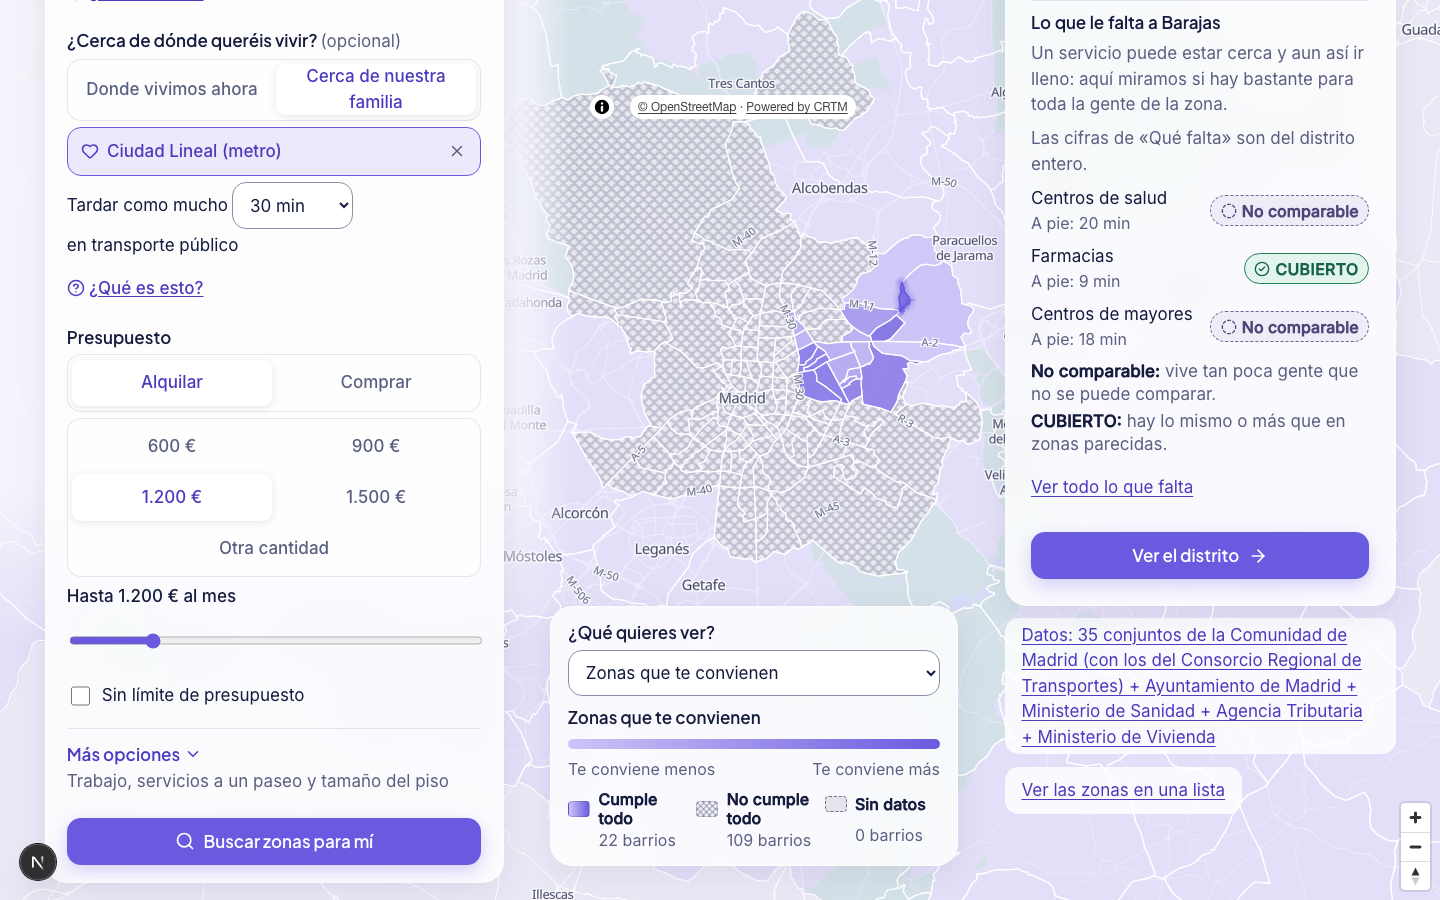 ¿Cerca de dónde queréis vivir? (opcional)
Donde vivimos ahora
Cerca de nuestra
familia
Ciudad Lineal (metro)
Tardar como mucho 30 min
en transporte público
¿Qué es esto?
Presupuesto
Alquilar
Comprar
600 €
900 €
1.200 €
1.500 €
Otra cantidad
Hasta 1.200 € al mes
Sin límite de presupuesto
Más opciones
Trabajo, servicios a un paseo y tamaño del piso
Buscar zonas para mí
N
Tres Cantos
© OpenStreetMap · Powered by CRTM
Alcobendas
M-50
M-40
M-12
Paracuellos
de Jarama
M-11
M-30
A-2
M-30
Madrid
R-3
A-3
A-5
M-40
M-45
Alcorcón
Leganés
Móstoles
M-50
M-506
Getafe
Illescas
¿Qué quieres ver?
Zonas que te convienen
Zonas que te convienen
Te conviene menos
Te conviene más
Cumple
todo
22 barrios
No cumple
todo
109 barrios
Sin datos
0 barrios
Lo que le falta a Barajas
Un servicio puede estar cerca y aun así ir
lleno: aquí miramos si hay bastante para
toda la gente de la zona.
Las cifras de «Qué falta» son del distrito
entero.
Centros de salud
A pie: 20 min
No comparable
Farmacias
A pie: 9 min
CUBIERTO
Centros de mayores
A pie: 18 min
No comparable
No comparable: vive tan poca gente que
no se puede comparar.
CUBIERTO: hay lo mismo o más que en
zonas parecidas.
Ver todo lo que falta
Ver el distrito
Datos: 35 conjuntos de la Comunidad de
Madrid (con los del Consorcio Regional de
Transportes) + Ayuntamiento de Madrid +
Ministerio de Sanidad + Agencia Tributaria
+ Ministerio de Vivienda
Ver las zonas en una lista